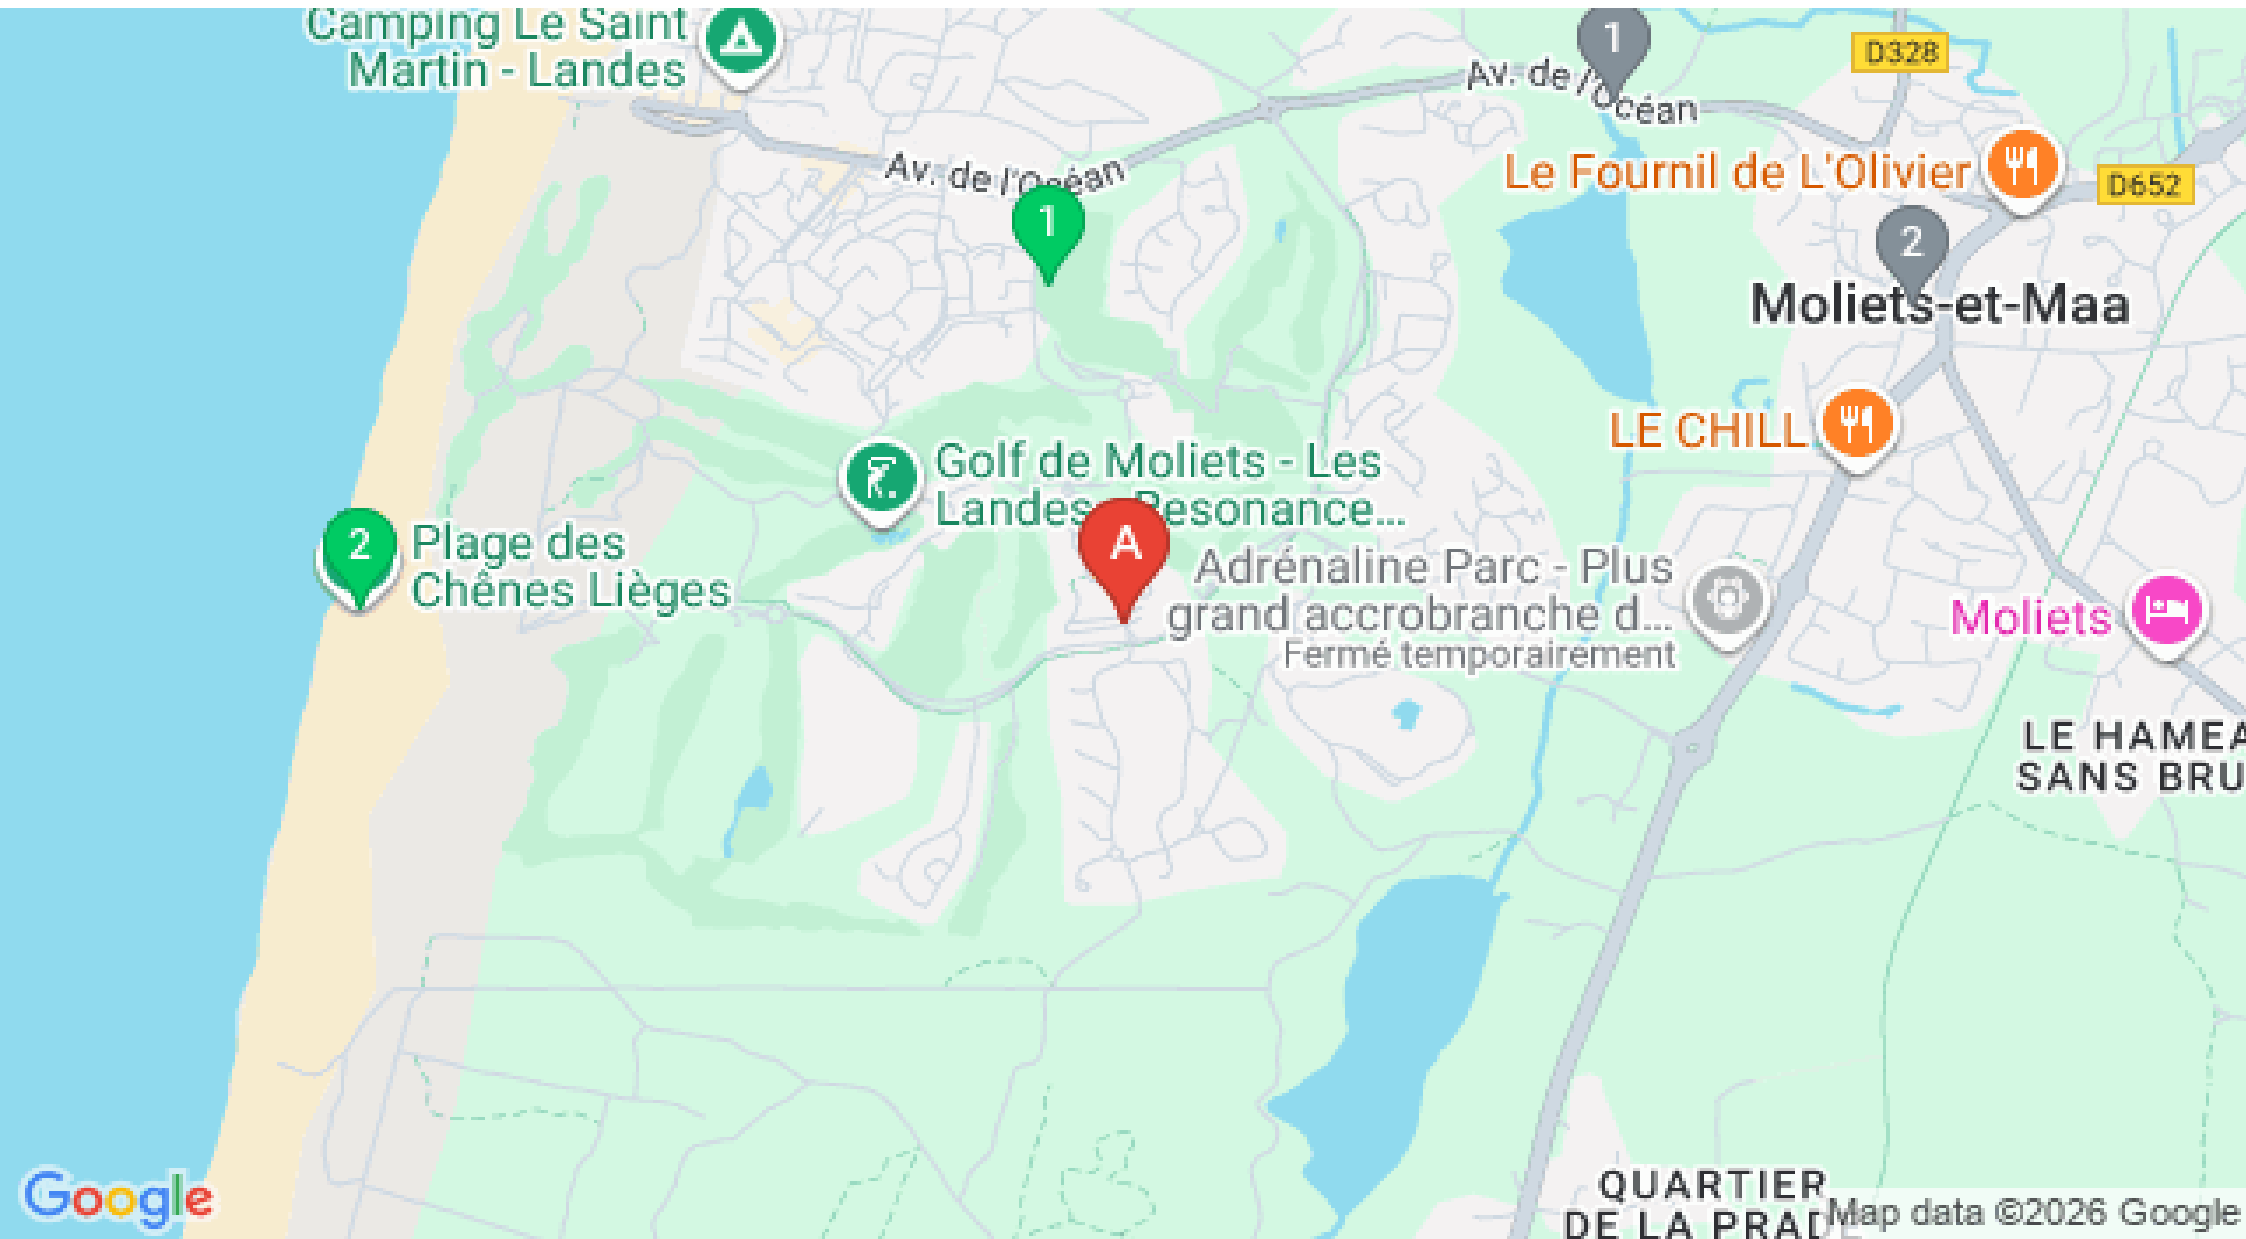 Camping Le Saint
Martin - Landes
1
Av. de l'Océan
D328
Le Fournil de L'Olivier
D652
Av. de l'Océan
1
2
Moliets-et-Maa
LE CHILL
Golf de Moliets - Les
Landes - Resonance...
A
2
Plage des
Chênes Lièges
Adrénaline Parc - Plus
grand accrobranche d...
Fermé temporairement
Moliets
LE HAMEA
SANS BRU
QUARTIER
DE LA PRADE
Google
Map data ©2026 Google